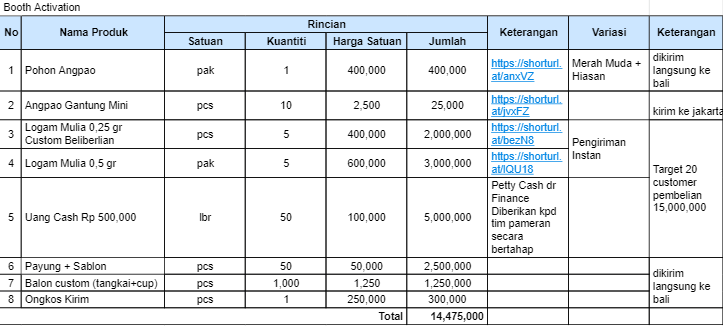 Booth Activation
No Nama Produk Rincian Keterangan Variasi Keterangan
Satuan Kuantiti Harga Satuan Jumlah
1 Pohon Angpao pak 1 400,000 400,000 https://shorturl.at/anxVZ Merah Muda + Hiasan dikirim langsung ke bali
2 Angpao Gantung Mini pcs 10 2,500 25,000 https://shorturl.at/jvxFZ kirim ke jakarta
3 Logam Mulia 0,25 gr Custom Beliberlian pcs 5 400,000 2,000,000 https://shorturl.at/bezN8 Pengiriman Instan Target 20 customer pembelian 15,000,000
4 Logam Mulia 0,5 gr pak 5 600,000 3,000,000 https://shorturl.at/IQU18
5 Uang Cash Rp 500,000 lbr 50 100,000 5,000,000 Petty Cash dr Finance Diberikan kpd tim pameran secara bertahap
6 Payung + Sablon pcs 50 50,000 2,500,000 dikirim langsung ke bali
7 Balon custom (tangkai+cup) pcs 1,000 1,250 1,250,000
8 Ongkos Kirim pcs 1 250,000 300,000
Total 14,475,000